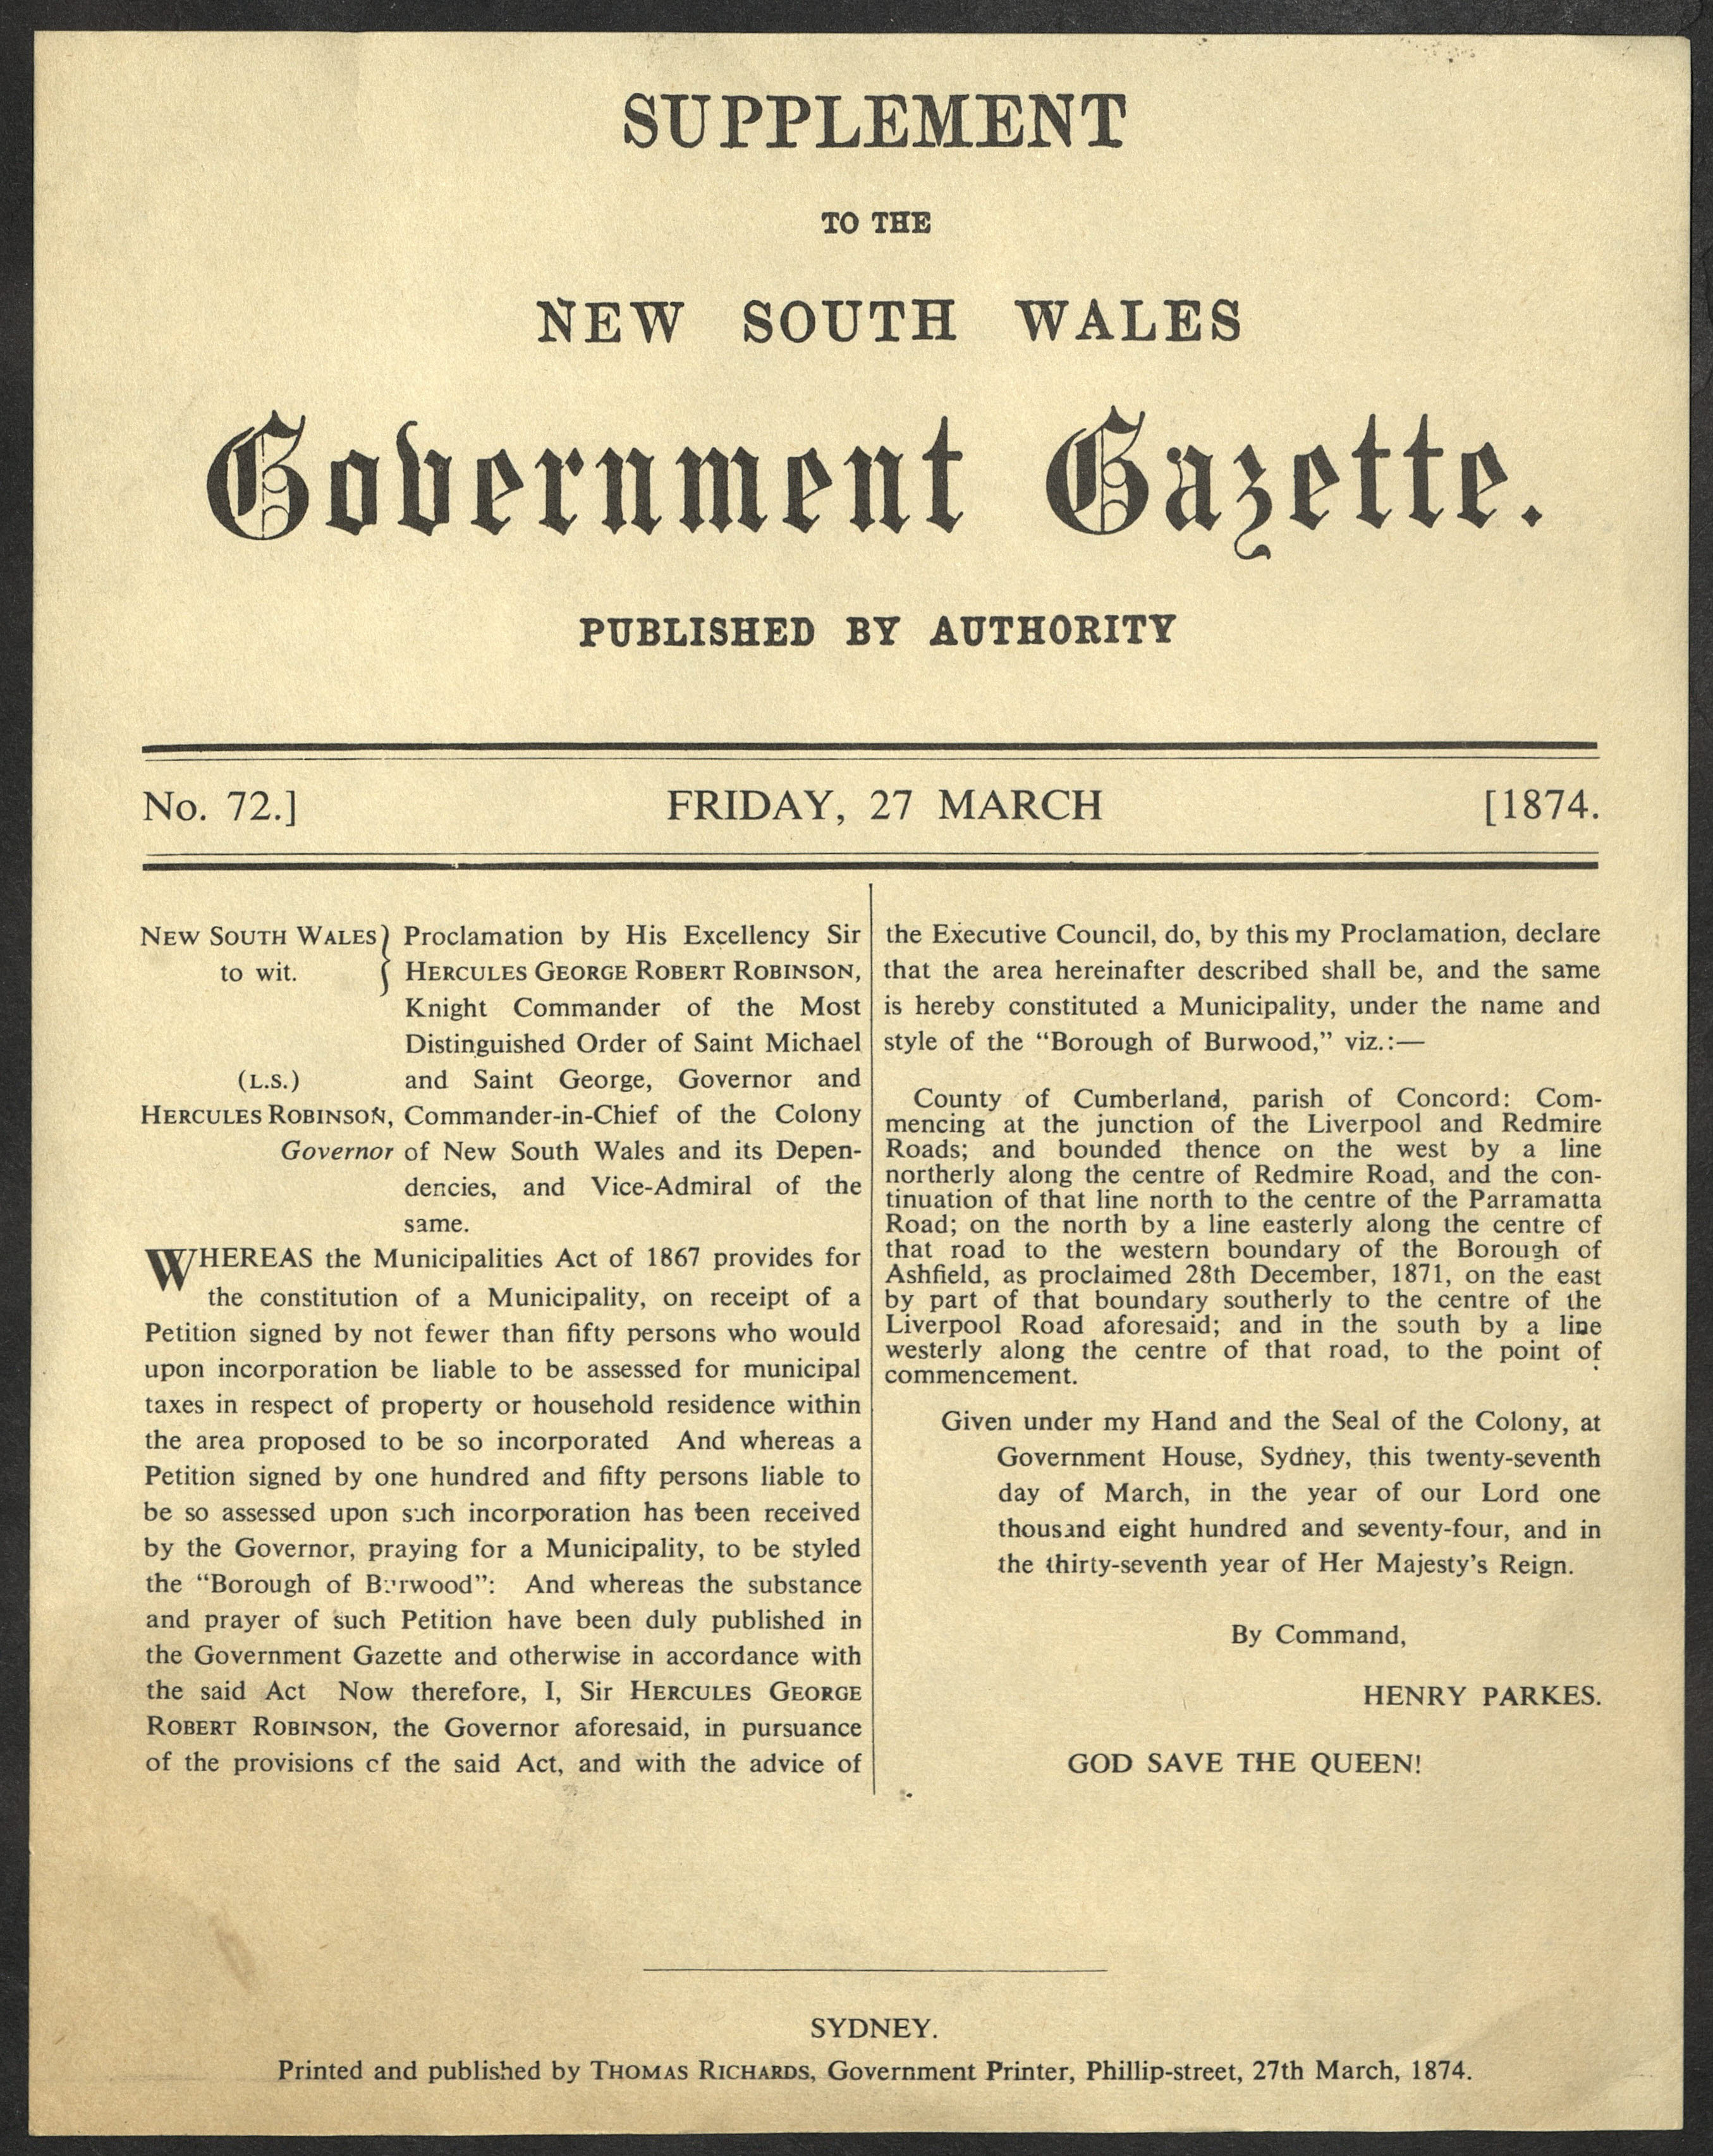 SUPPLEMENT
TO THE
NEW SOUTH WALES
Government Gazette.
PUBLISHED BY AUTHORITY
No. 72.] FRIDAY, 27 MARCH [1874.
NEW SOUTH WALES } Proclamation by His Excellency Sir
to wit. { HERCULES GEORGE ROBERT ROBINSON,
Knight Commander of the Most
Distinguished Order of Saint Michael
(L.S.) and Saint George, Governor and
HERCULES ROBINSON, Commander-in-Chief of the Colony
Governor of New South Wales and its Depen-
dencies, and Vice-Admiral of the
same.
WHEREAS the Municipalities Act of 1867 provides for
the constitution of a Municipality, on receipt of a
Petition signed by not fewer than fifty persons who would
upon incorporation be liable to be assessed for municipal
taxes in respect of property or household residence within
the area proposed to be so incorporated And whereas a
Petition signed by one hundred and fifty persons liable to
be so assessed upon such incorporation has been received
by the Governor, praying for a Municipality, to be styled
the “Borough of Burwood”: And whereas the substance
and prayer of such Petition have been duly published in
the Government Gazette and otherwise in accordance with
the said Act Now therefore, I, Sir HERCULES GEORGE
ROBERT ROBINSON, the Governor aforesaid, in pursuance
of the provisions of the said Act, and with the advice of
the Executive Council, do, by this my Proclamation, declare
that the area hereinafter described shall be, and the same
is hereby constituted a Municipality, under the name and
style of the “Borough of Burwood,” viz.:—
County of Cumberland, parish of Concord: Com-
mencing at the junction of the Liverpool and Redmire
Roads; and bounded thence on the west by a line
northerly along the centre of Redmire Road, and the con-
tinuation of that line north to the centre of the Parramatta
Road; on the north by a line easterly along the centre of
that road to the western boundary of the Borough of
Ashfield, as proclaimed 28th December, 1871, on the east
by part of that boundary southerly to the centre of the
Liverpool Road aforesaid; and in the south by a line
westerly along the centre of that road, to the point of
commencement.
Given under my Hand and the Seal of the Colony, at
Government House, Sydney, this twenty-seventh
day of March, in the year of our Lord one
thousand eight hundred and seventy-four, and in
the thirty-seventh year of Her Majesty’s Reign.
By Command,
HENRY PARKES.
GOD SAVE THE QUEEN!
SYDNEY.
Printed and published by THOMAS RICHARDS, Government Printer, Phillip-street, 27th March, 1874.